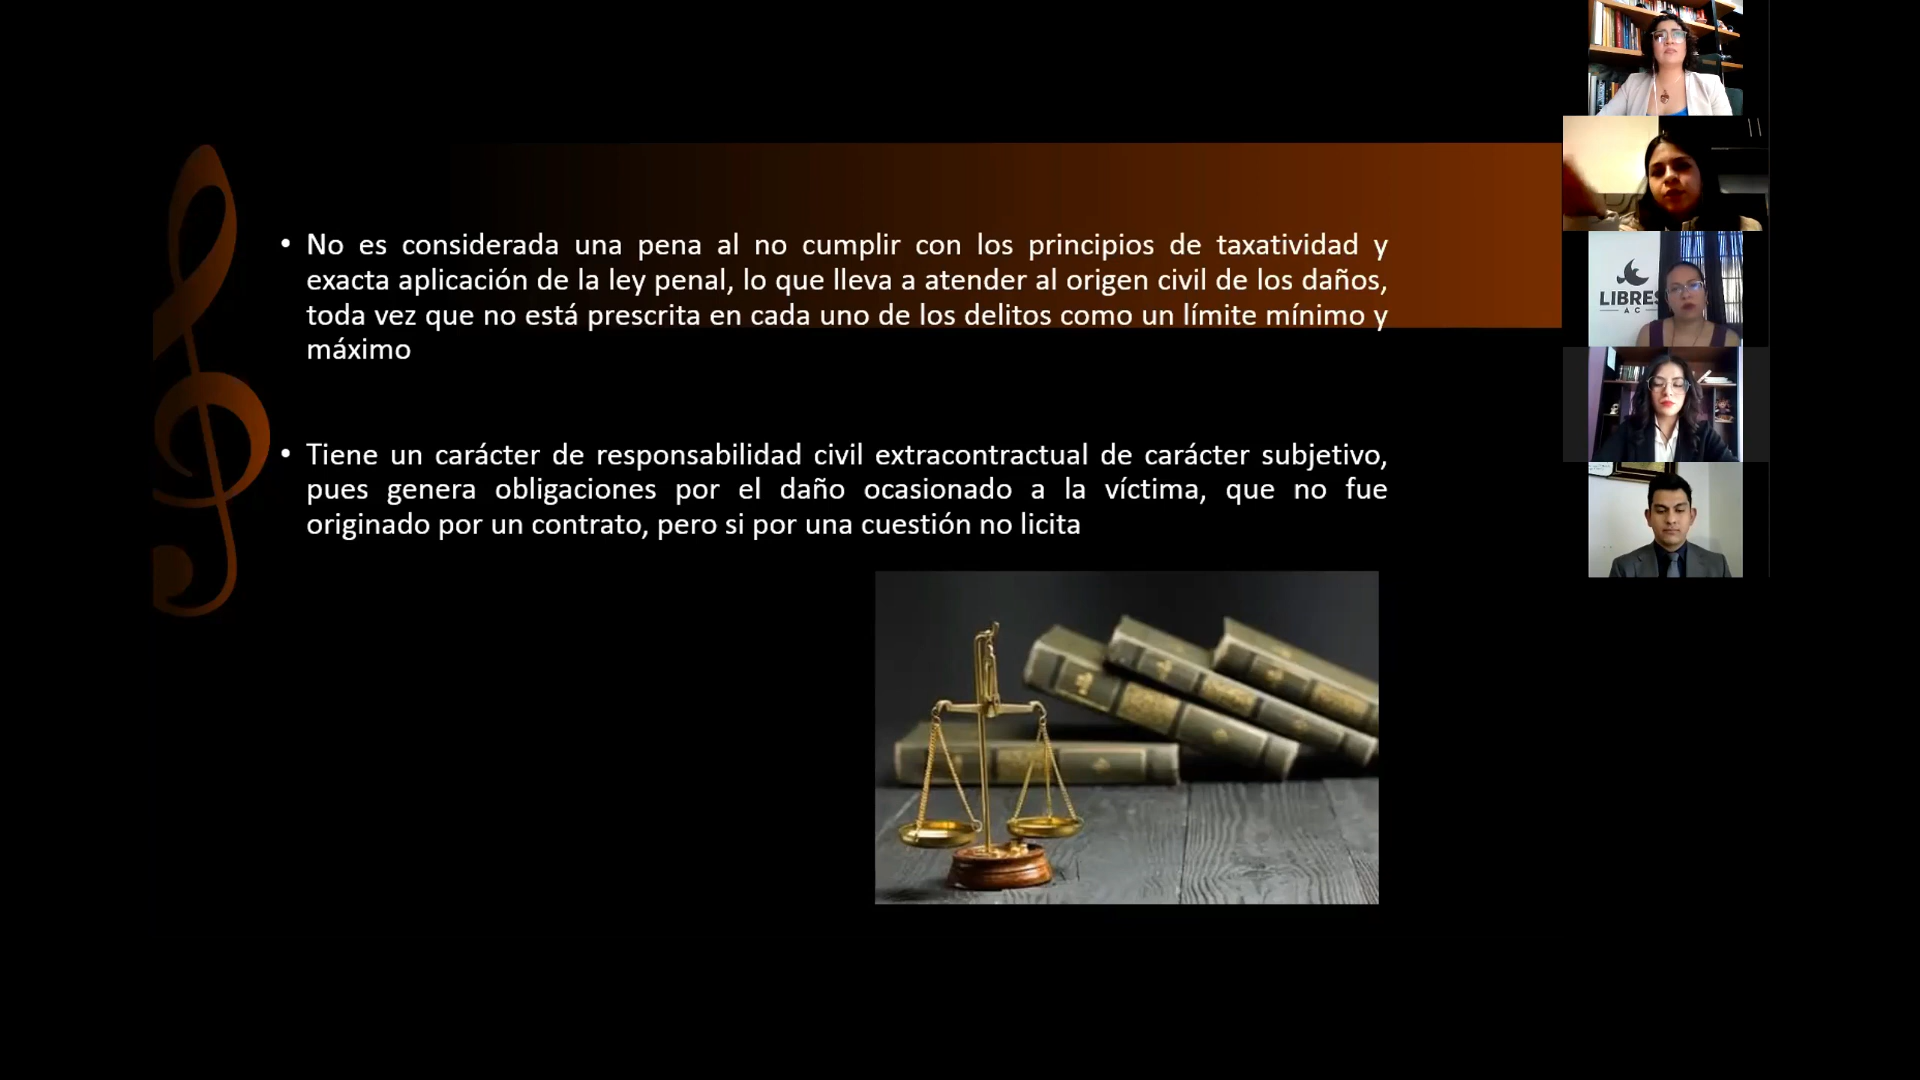 • No es considerada una pena al no cumplir con los principios de taxatividad y
exacta aplicación de la ley penal, lo que lleva a atender al origen civil de los daños,
toda vez que no está prescrita en cada uno de los delitos como un límite mínimo y
máximo
• Tiene un carácter de responsabilidad civil extracontractual de carácter subjetivo,
pues genera obligaciones por el daño ocasionado a la víctima, que no fue
originado por un contrato, pero si por una cuestión no licita
LIBRES
A C